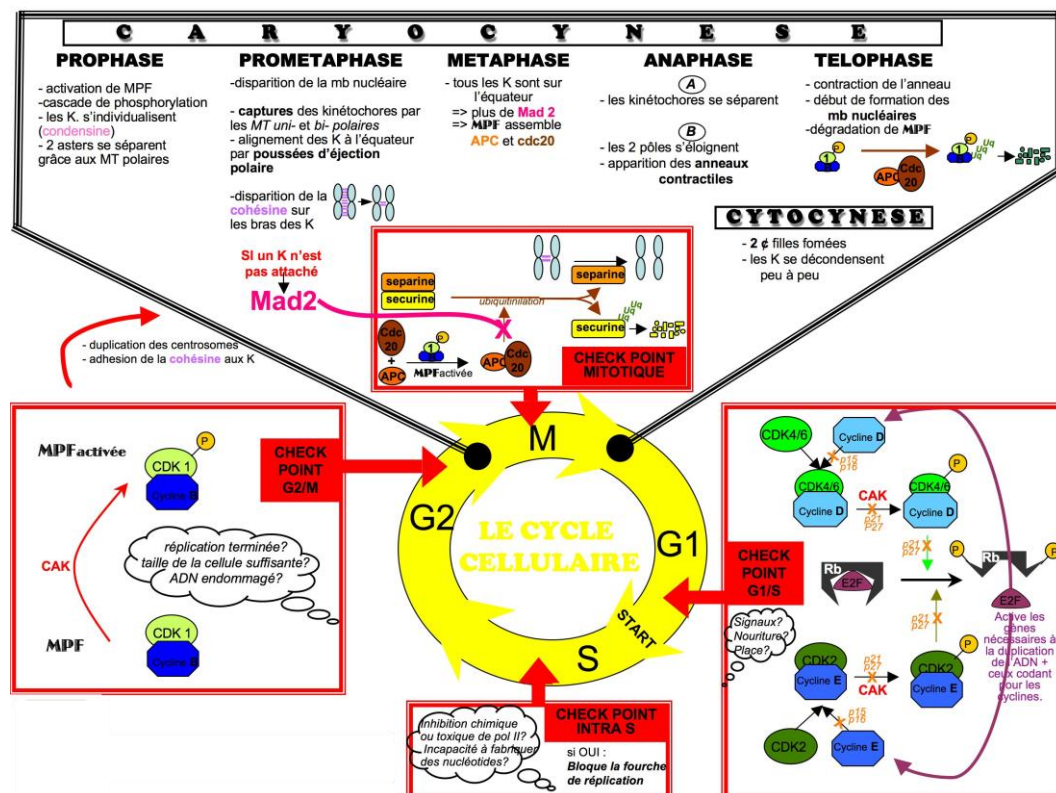 C A R Y O C Y N E S E
PROPHASE
- activation de MPF
-cascade de phosphorylation
- les K. s'individualisent
(condensine)
- 2 asters se séparent
grâce aux MT polaires
PROMETAPHASE
-disparition de la mb nucléaire
- captures des kinétochores par
les MT uni- et bi- polaires
- alignement des K à l'équateur
par poussées d'éjection
polaire
-disparition de la
cohésine sur
les bras des K
METAPHASE
- tous les K sont sur
l'équateur
=> plus de Mad 2
=> MPF assemble
APC et cdc20
ANAPHASE
A
- les kinétochores se séparent
B
- les 2 pôles s'éloignent
- apparition des anneaux
contractiles
TELOPHASE
- contraction de l'anneau
- début de formation des
mb nucléaires
-dégradation de MPF
P
1
B
APC
Cdc
20
P
1
B
Uq
Uq
Uq
CYTOCYNESE
- 2 ¢ filles fomées
- les K se décondensent
peu à peu
SI un K n'est
pas attaché
Mad2
separine
securine
ubiquitinilation
separine
securine
Uq
Uq
Uq
Cdc
20
+
APC
P
1
B
MPFactivée
X
APC
Cdc
20
CHECK POINT
MITOTIQUE
- duplication des centrosomes
- adhesion de la cohésine aux K
MPFactivée
P
CDK 1
Cycline B
CHECK
POINT
G2/M
CAK
réplication terminée?
taille de la cellule suffisante?
ADN endommagé?
MPF
CDK 1
Cycline B
M
G2
G1
S
START
LE CYCLE
CELLULAIRE
CHECK
POINT
G1/S
Signaux?
Nouriture?
Place?
CHECK POINT
INTRA S
Inhibition chimique
ou toxique de pol II?
Incapacité à fabriquer
des nucléotides?
si OUI :
Bloque la fourche
de réplication
CDK4/6
Cycline D
X
p15
p16
CDK4/6
Cycline D
CAK
X
p21
P27
P
CDK4/6
Cycline D
p21
p27
X
Rb
E2F
P
Rb
P
E2F
Active les
gènes
nécessaires à
la duplication
de l'ADN +
ceux codant
pour les
cyclines.
p21
p27
X
CDK2
Cycline E
p21
p27
X
CAK
P
CDK2
Cycline E
X
p15
p16
CDK2
Cycline E